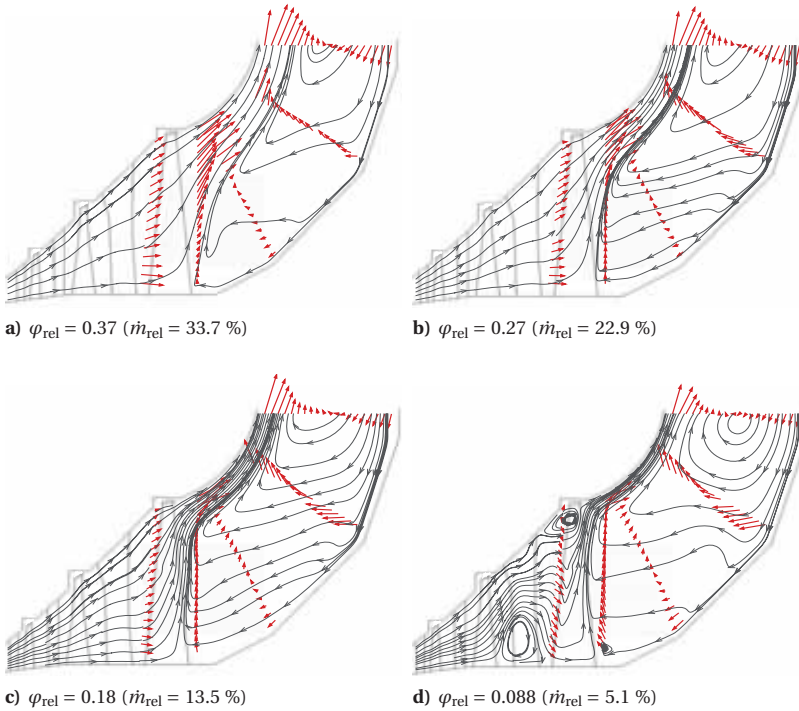 a) φrel = 0.37 (ṁrel = 33.7 %)
b) φrel = 0.27 (ṁrel = 22.9 %)
c) φrel = 0.18 (ṁrel = 13.5 %)
d) φrel = 0.088 (ṁrel = 5.1 %)